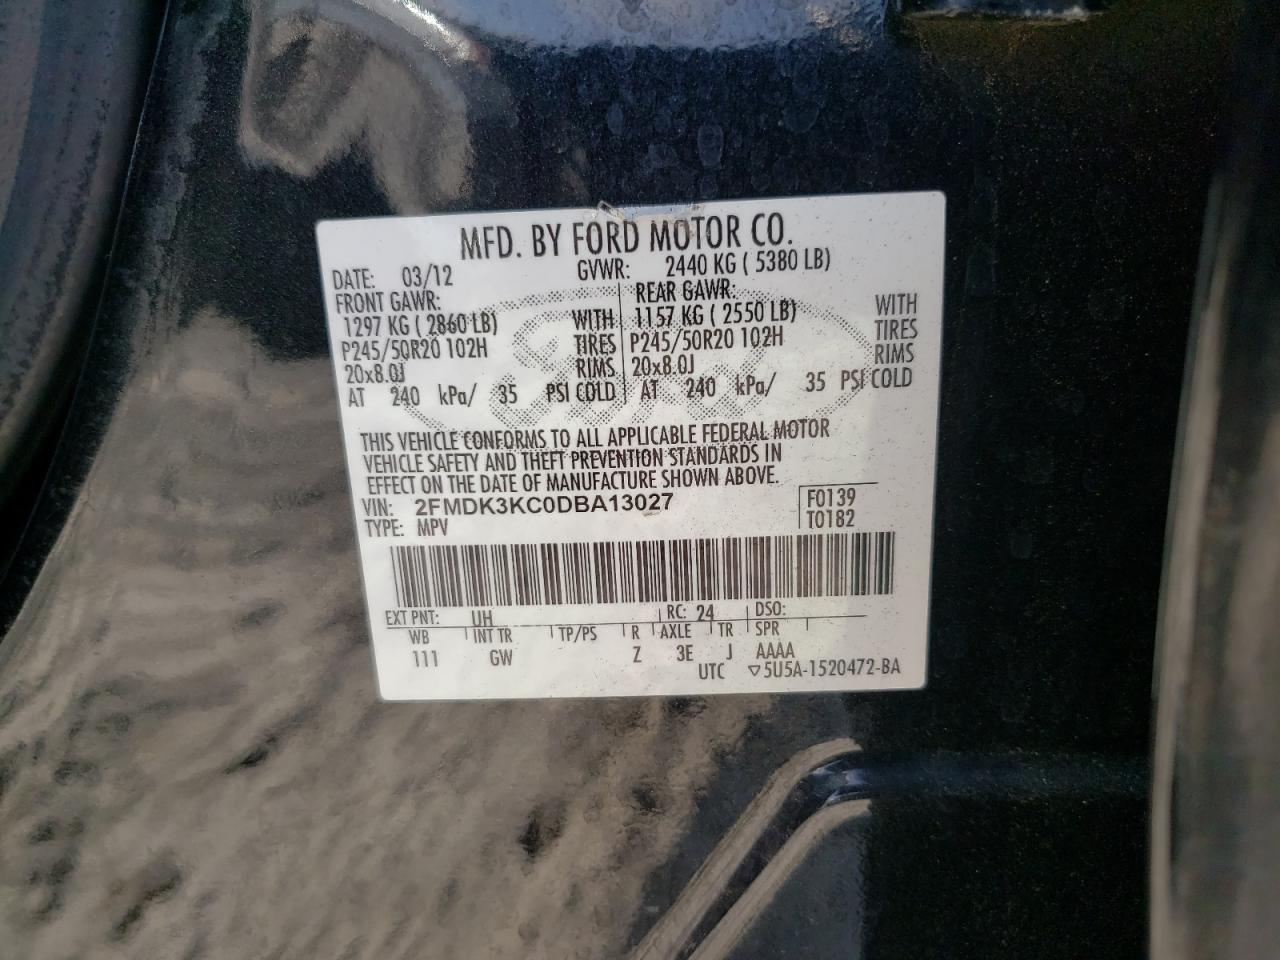 MFD. BY FORD MOTOR CO.
DATE: 03/12 GVWR: 2440 KG ( 5380 LB)
FRONT GAWR: REAR GAWR:
1297 KG ( 2860 LB) WITH 1157 KG ( 2550 LB) WITH
P245/50R20 102H TIRES P245/50R20 102H TIRES
20x8.0J RIMS 20x8.0J RIMS
AT 240 kPa/ 35 PSI COLD AT 240 kPa/ 35 PSI COLD
THIS VEHICLE CONFORMS TO ALL APPLICABLE FEDERAL MOTOR
VEHICLE SAFETY AND THEFT PREVENTION STANDARDS IN
EFFECT ON THE DATE OF MANUFACTURE SHOWN ABOVE.
VIN: 2FMDK3KC0DBA13027 F0139
TYPE: MPV T0182
EXT PNT: UH RC: 24 DSO:
WB INT TR TP/PS R AXLE TR SPR
111 GW Z 3E J AAAA
UTC ▽5U5A-1520472-BA